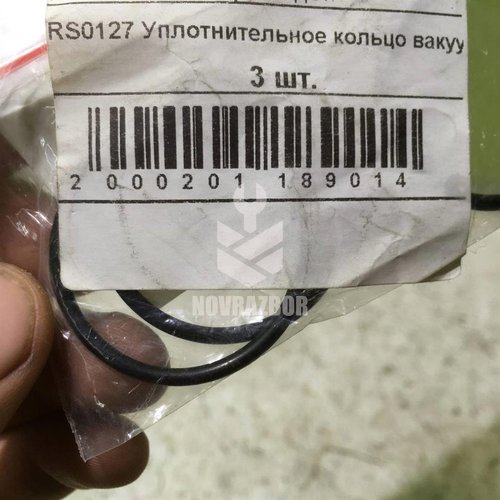 RS0127 Уплотнительное кольцо вакуу
3 шт.
2 000201 189014
NOVRAZBOR